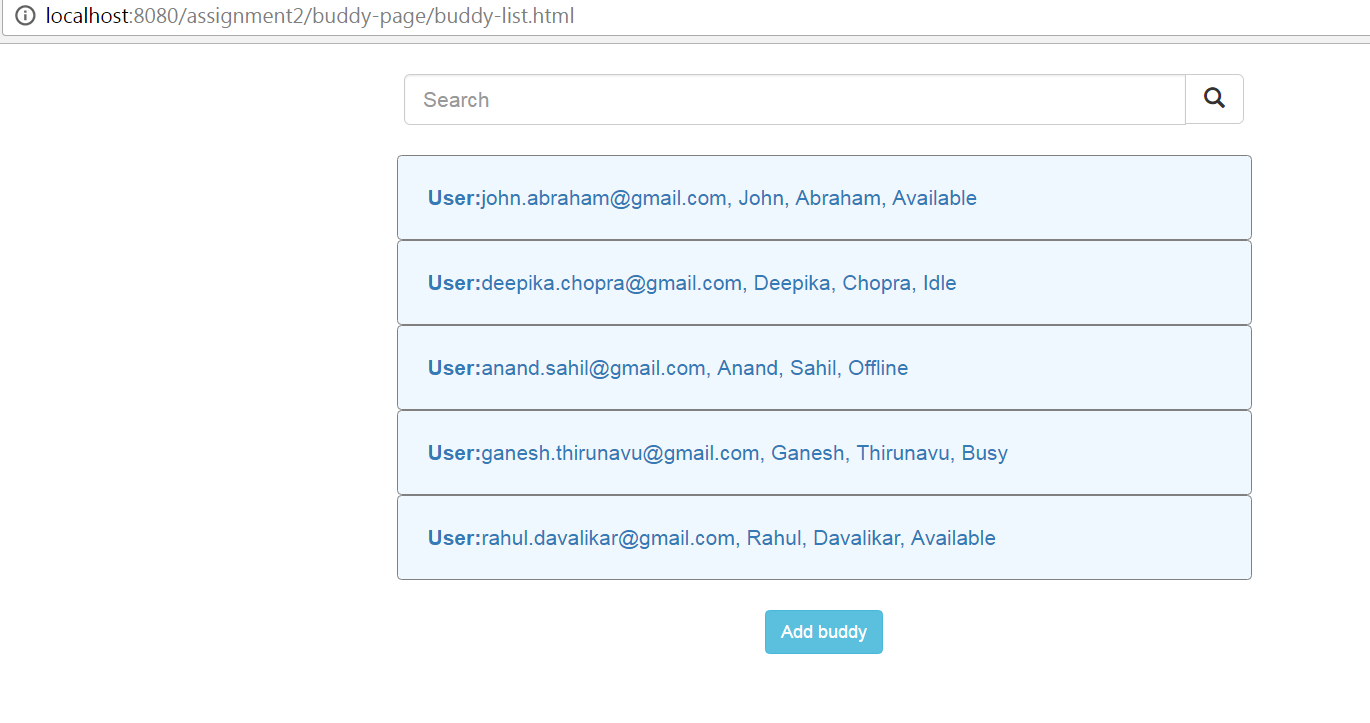 localhost:8080/assignment2/buddy-page/buddy-list.html
Search
User:john.abraham@gmail.com, John, Abraham, Available
User:deepika.chopra@gmail.com, Deepika, Chopra, Idle
User:anand.sahil@gmail.com, Anand, Sahil, Offline
User:ganesh.thirunavu@gmail.com, Ganesh, Thirunavu, Busy
User:rahul.davalikar@gmail.com, Rahul, Davalikar, Available
Add buddy